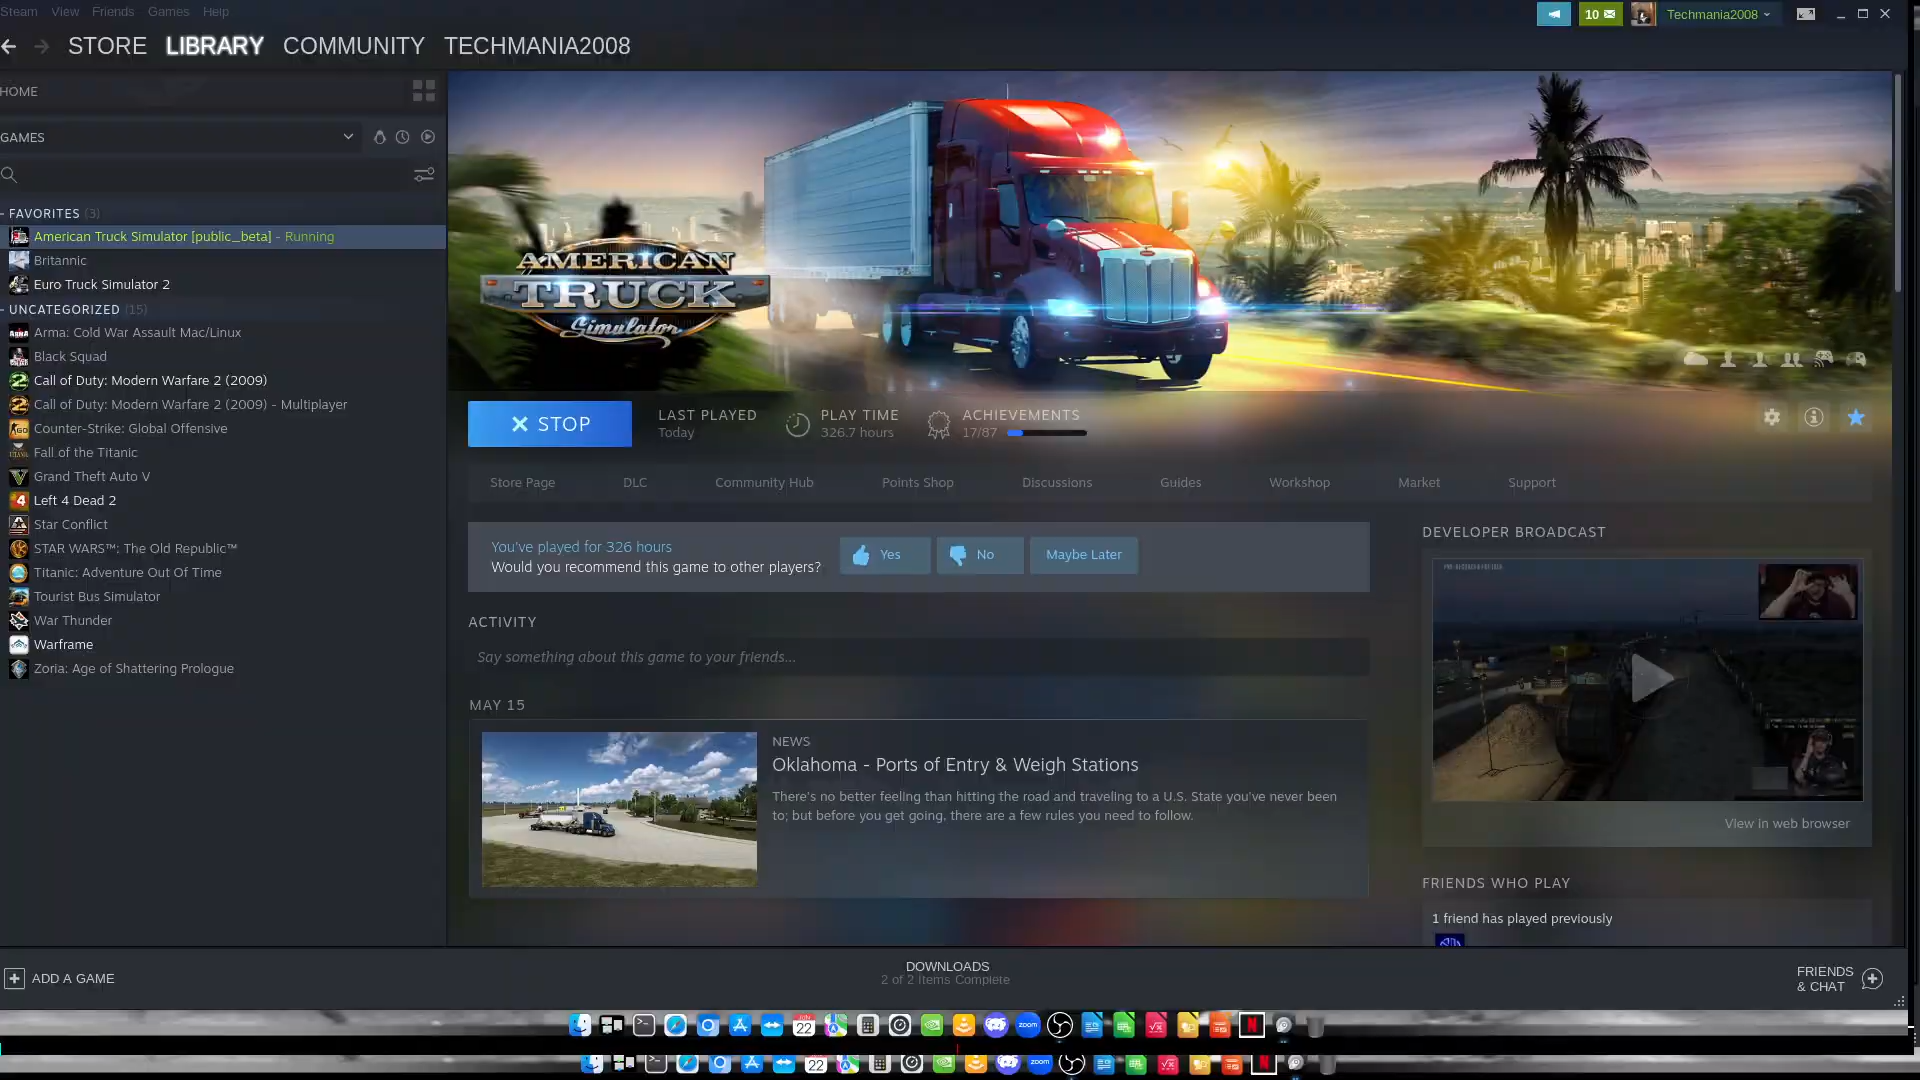 Steam View Friends Games Help
10 Techmania2008
STORE LIBRARY COMMUNITY TECHMANIA2008
HOME
GAMES
- FAVORITES (3)
American Truck Simulator [public_beta] - Running
Britannic
Euro Truck Simulator 2
- UNCATEGORIZED (15)
Arma: Cold War Assault Mac/Linux
Black Squad
Call of Duty: Modern Warfare 2 (2009)
Call of Duty: Modern Warfare 2 (2009) - Multiplayer
Counter-Strike: Global Offensive
Fall of the Titanic
Grand Theft Auto V
Left 4 Dead 2
Star Conflict
STAR WARS™: The Old Republic™
Titanic: Adventure Out Of Time
Tourist Bus Simulator
War Thunder
Warframe
Zoria: Age of Shattering Prologue
AMERICAN
TRUCK
Simulator
STOP
LAST PLAYED
Today
PLAY TIME
326.7 hours
ACHIEVEMENTS
17/87
Store Page DLC Community Hub Points Shop Discussions Guides Workshop Market Support
You've played for 326 hours
Would you recommend this game to other players?
Yes No Maybe Later
ACTIVITY
Say something about this game to your friends...
MAY 15
NEWS
Oklahoma - Ports of Entry & Weigh Stations
There's no better feeling than hitting the road and traveling to a U.S. State you've never been
to; but before you get going, there are a few rules you need to follow.
DEVELOPER BROADCAST
View in web browser
FRIENDS WHO PLAY
1 friend has played previously
ADD A GAME
DOWNLOADS
2 of 2 Items Complete
FRIENDS
& CHAT
JUN
22
zoom
N
22
zoom
N